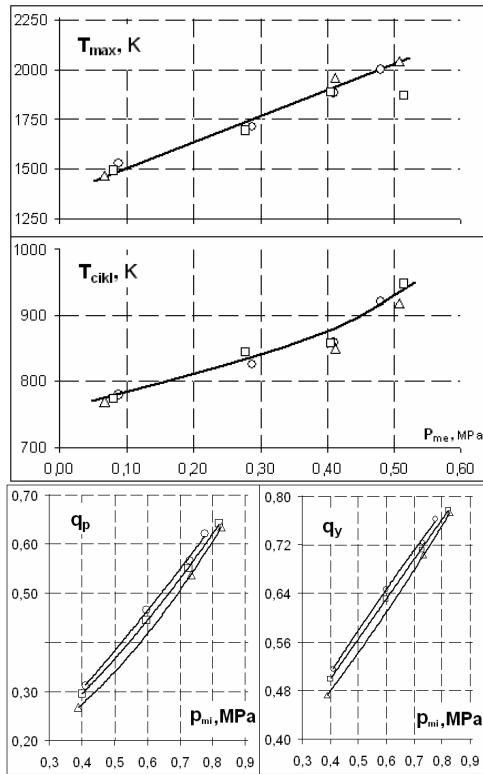 T max, K
2250
2000
1750
1500
1250
T cikl, K
900
800
700
P me, MPa
0,00 0,10 0,20 0,30 0,40 0,50 0,60
0,70
q p
0,60
0,50
0,30
0,20
p mi, MPa
0,3 0,4 0,5 0,6 0,7 0,8 0,9
0,80
q y
0,72
0,64
0,56
0,48
0,40
p mi, MPa
0,3 0,4 0,5 0,6 0,7 0,8 0,9